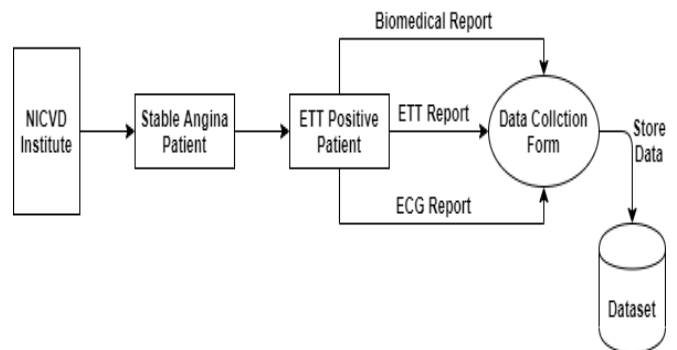 Biomedical Report
NICVD
Institute
Stable Angina
Patient
ETT Positive
Patient
ETT Report
Data Collction
Form
Store
Data
ECG Report
Dataset